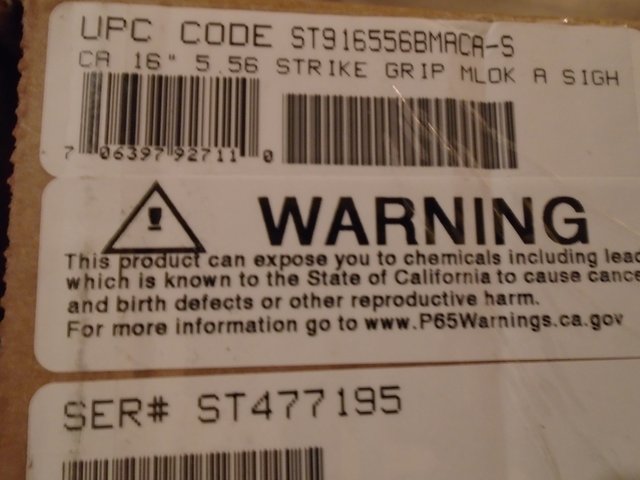 UPC CODE ST916556BMACA-S
CA 16" 5.56 STRIKE GRIP MLOK A SIGH
7 06397 92711 0
WARNING
This product can expose you to chemicals including lead
which is known to the State of California to cause cance
and birth defects or other reproductive harm.
For more information go to www.P65Warnings.ca.gov
SER# ST477195